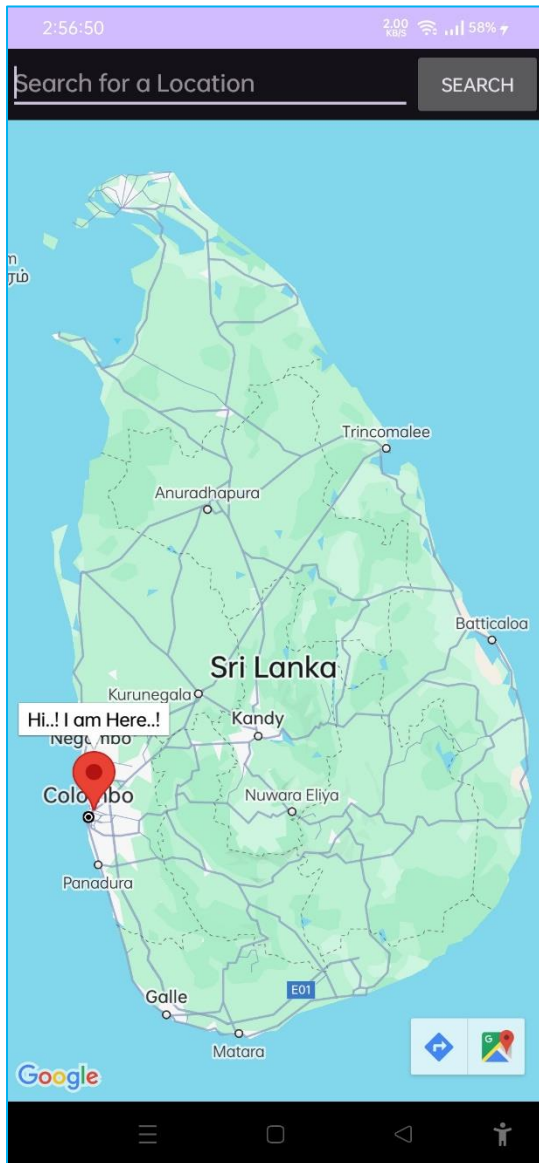 2:56:50
2.00 KB/S 58%
Search for a Location
SEARCH
ரம்
Trincomalee
Anuradhapura
Batticaloa
Sri Lanka
Kurunegala
Hi..! I am Here..!
Kandy
Negombo
Colombo
Nuwara Eliya
Panadura
E01
Galle
Matara
Google